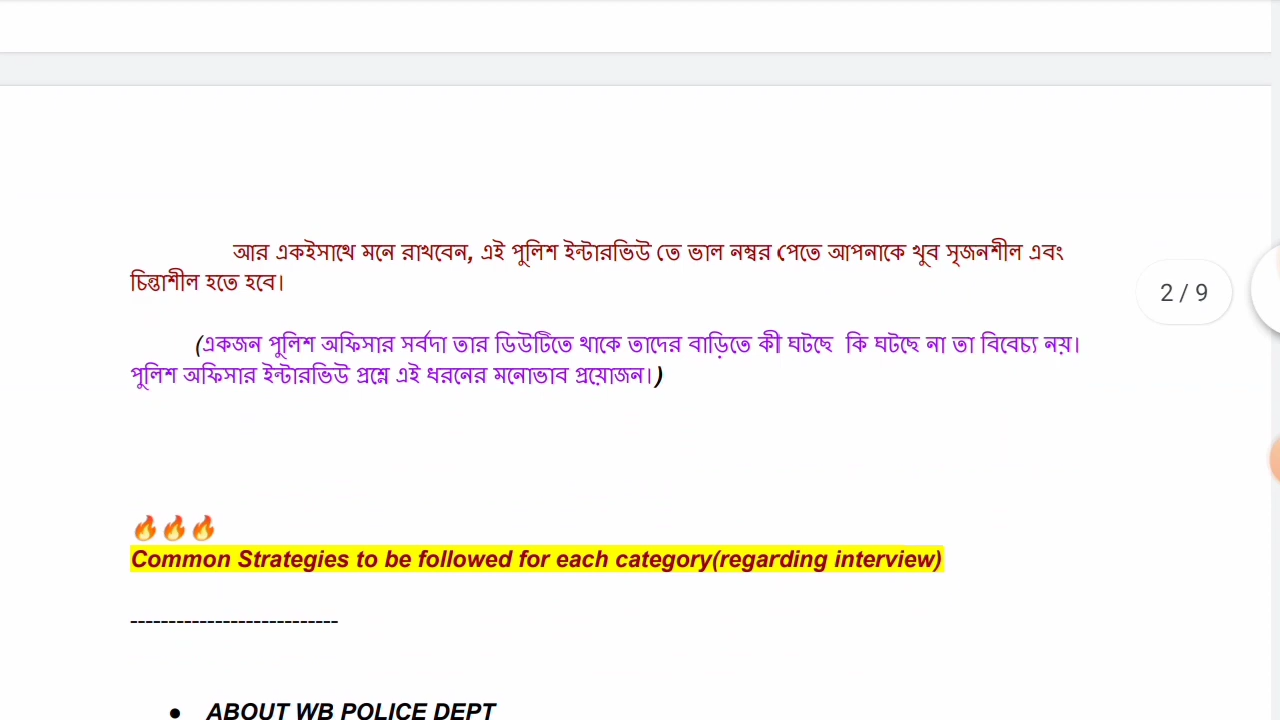 আর একইসাথে মনে রাখবেন, এই পুলিশ ইন্টারভিউ তে ভাল নম্বর পেতে আপনাকে খুব সৃজনশীল এবং
চিন্তাশীল হতে হবে।
2 / 9
(একজন পুলিশ অফিসার সর্বদা তার ডিউটিতে থাকে তাদের বাড়িতে কী ঘটছে কি ঘটছে না তা বিবেচ্য নয়।
পুলিশ অফিসার ইন্টারভিউ প্রশ্নে এই ধরনের মনোভাব প্রয়োজন।)
🔥🔥🔥
Common Strategies to be followed for each category(regarding interview)
---------------------------
● ABOUT WB POLICE DEPT